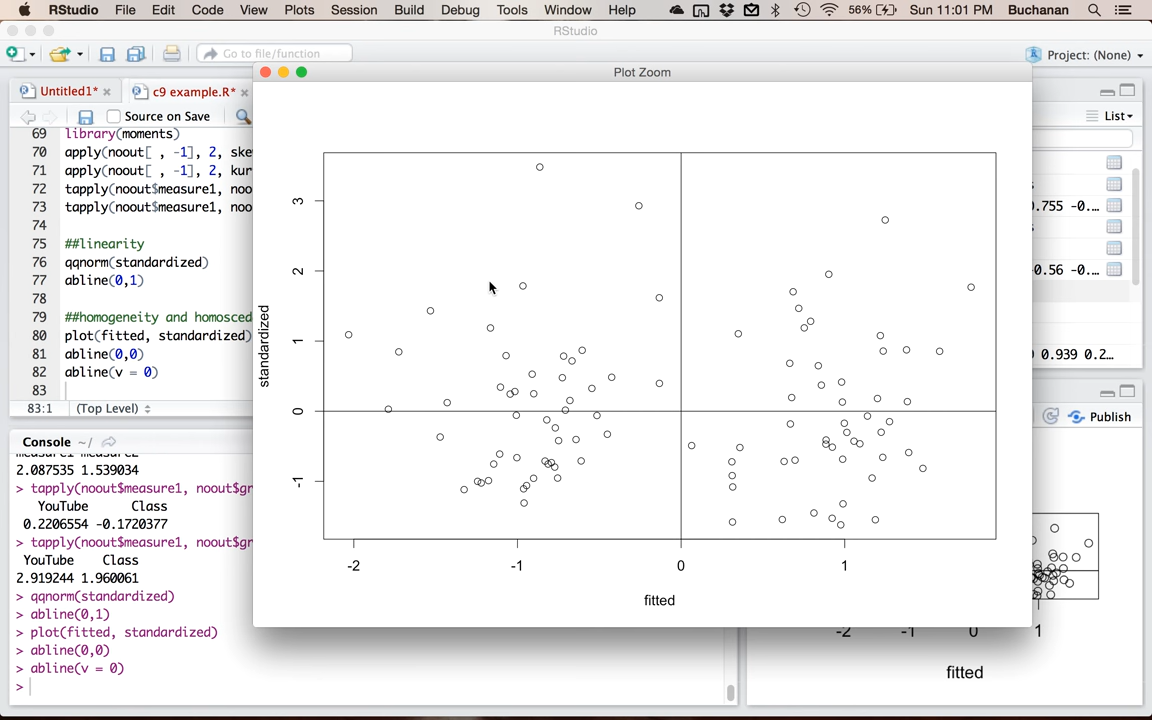 RStudio File Edit Code View Plots Session Build Debug Tools Window Help 56% Sun 11:01 PM Buchanan
RStudio
Go to file/function
Project: (None)
Untitled1* c9 example.R*
Source on Save
List
69 library(moments)
70 apply(noout[ , -1], 2, ske
71 apply(noout[ , -1], 2, kur
72 tapply(noout$measure1, noo
73 tapply(noout$measure1, noo
74
75 ##linearity
76 qqnorm(standardized)
77 abline(0,1)
78
79 ##homogeneity and homosced
80 plot(fitted, standardized)
81 abline(0,0)
82 abline(v = 0)
83
83:1 (Top Level)
Console ~/
2.087535 1.539034
> tapply(noout$measure1, noout$gr
YouTube Class
0.2206554 -0.1720377
> tapply(noout$measure1, noout$gr
YouTube Class
2.919244 1.960061
> qqnorm(standardized)
> abline(0,1)
> plot(fitted, standardized)
> abline(0,0)
> abline(v = 0)
>
Plot Zoom
standardized
3
2
1
0
-1
-2 -1 0 1
fitted
.755 -0....
-0.56 -0....
0.939 0.2...
Publish
-2 -1 0 1
fitted